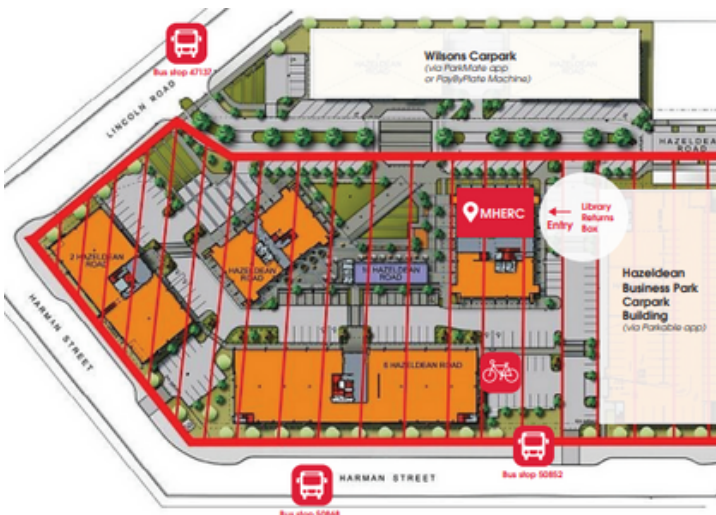 Bus stop 47137
LINCOLN ROAD
Wilsons Carpark
(via ParkMate app
or PayByPlate Machine)
HAZELDEAN
ROAD
MHERC
Entry
Library
Returns
Box
2 HAZELDEAN
ROAD
HAZELDEAN
ROAD
HAZELDEAN
ROAD
Hazeldean
Business Park
Carpark
Building
(via Parkable app)
HARMAN STREET
HAZELDEAN ROAD
Bus stop 50852
HARMAN STREET
Bus stop